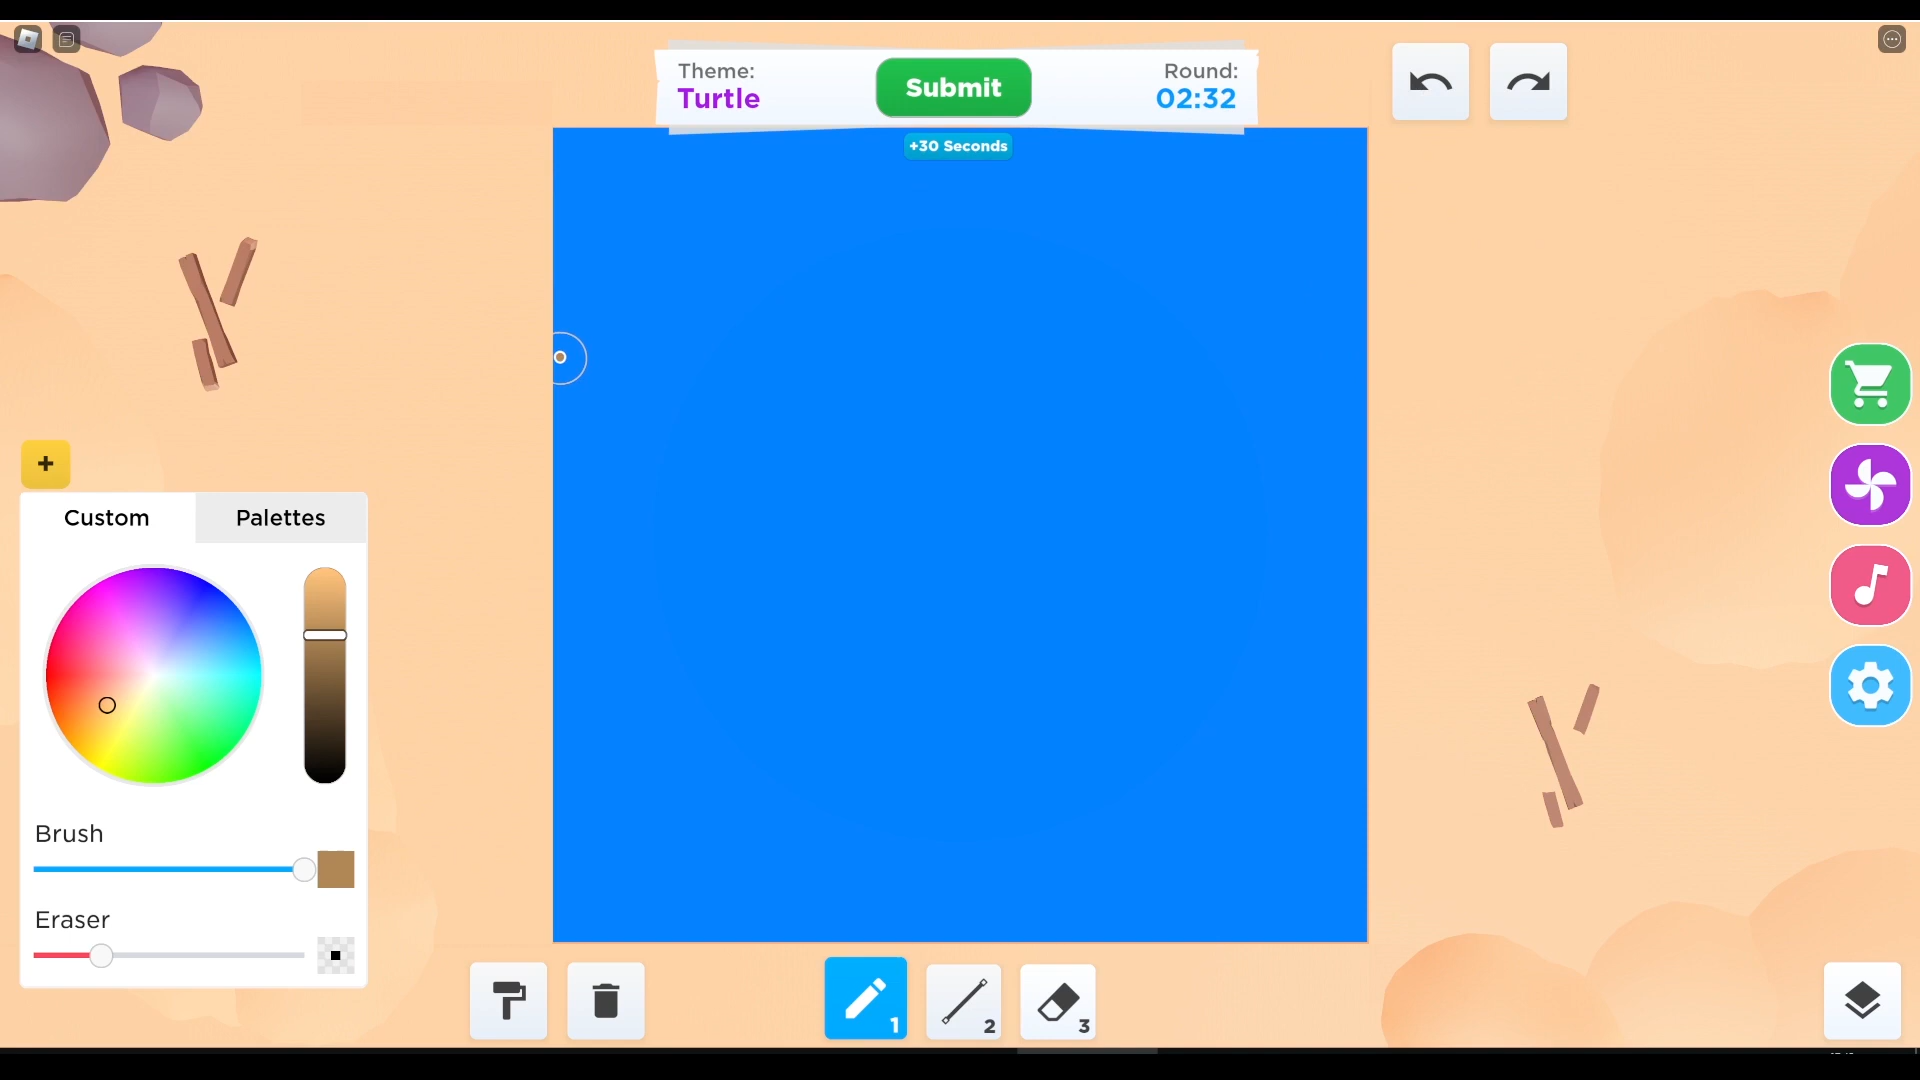 Theme:
Turtle
Submit
Round:
02:32
+30 Seconds
+
Custom
Palettes
Brush
Eraser
1
2
3